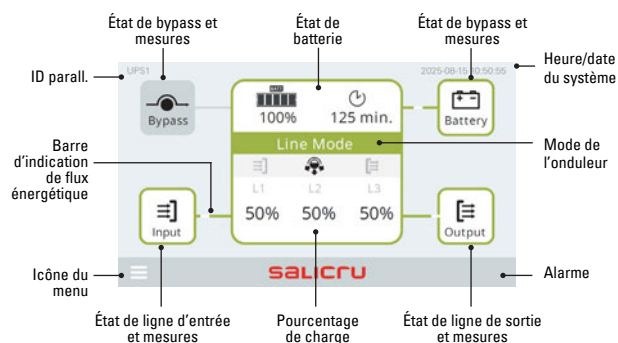 État de bypass et
mesures
État de
batterie
État de bypass et
mesures
ID parall.
UPS1
2025-08-15 10:50:55
Heure/date
du système
Bypass
BATT
100%
125 min.
Battery
Line Mode
Mode de
l’onduleur
Barre
d’indication
de flux
énergétique
L1
L2
L3
50%
50%
50%
Input
Output
Icône du
menu
salicru
Alarme
État de ligne d’entrée
et mesures
Pourcentage
de charge
État de ligne de sortie
et mesures